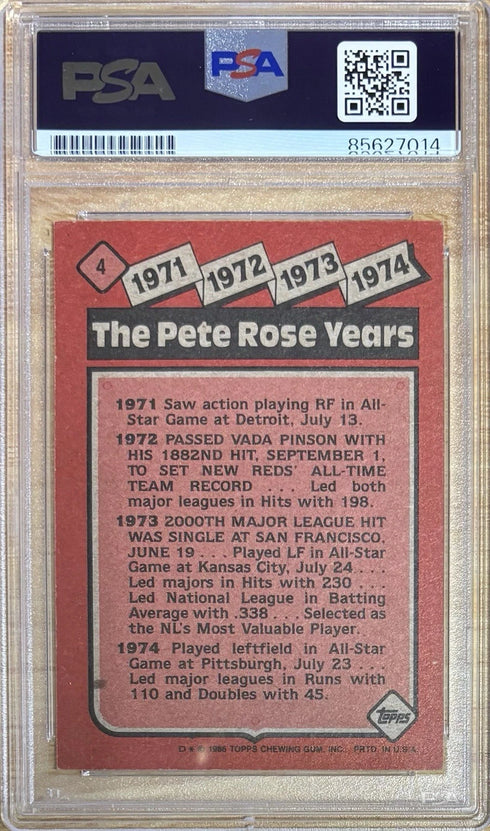 PSA PSA
85627014
4 1971 1972 1973 1974
The Pete Rose Years
1971 Saw action playing RF in All-
Star Game at Detroit, July 13.
1972 PASSED VADA PINSON WITH
HIS 1882ND HIT, SEPTEMBER 1,
TO SET NEW REDS' ALL-TIME
TEAM RECORD . . . Led both
major leagues in Hits with 198.
1973 2000TH MAJOR LEAGUE HIT
WAS SINGLE AT SAN FRANCISCO,
JUNE 19 . . . Played LF in All-Star
Game at Kansas City, July 24 . . .
Led majors in Hits with 230 . . .
Led National League in Batting
Average with .338 . . . Selected as
the NL's Most Valuable Player.
1974 Played leftfield in All-Star
Game at Pittsburgh, July 23 . . .
Led major leagues in Runs with
110 and Doubles with 45.
topps
© 1986 TOPPS CHEWING GUM, INC., PRTD. IN U.S.A.
PSA